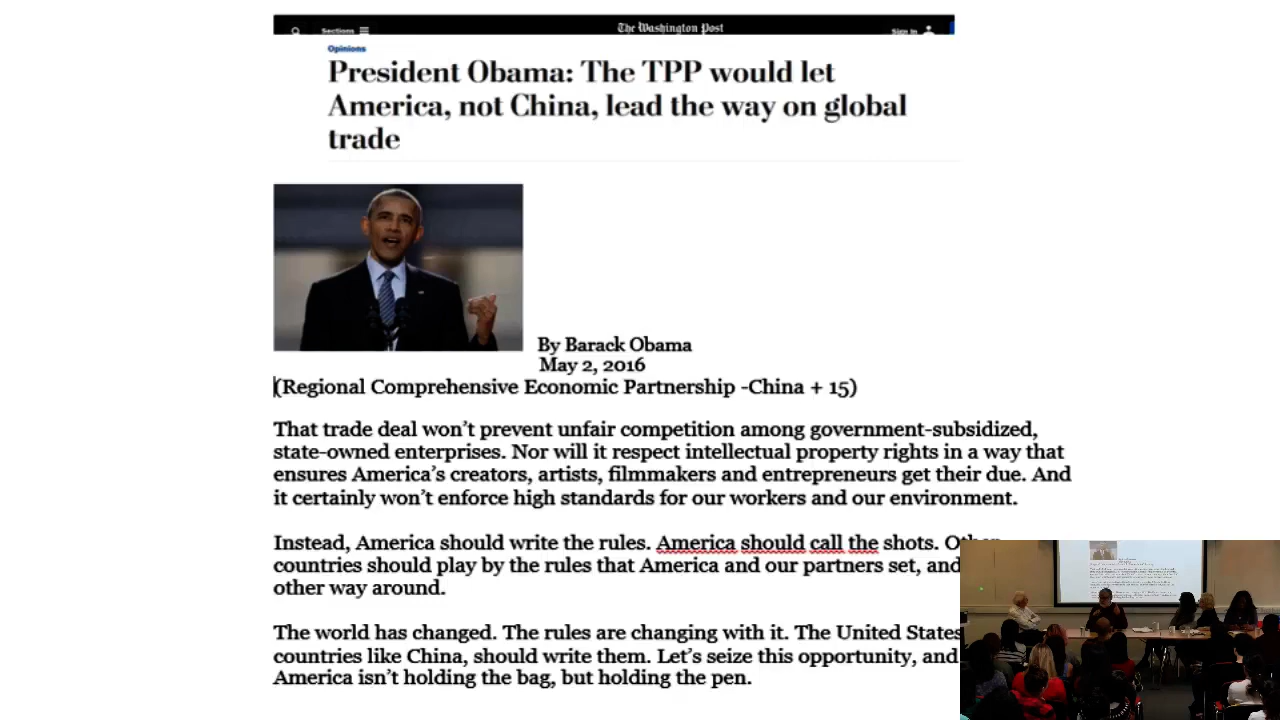 Sections
The Washington Post
Sign In
Opinions
President Obama: The TPP would let
America, not China, lead the way on global
trade
By Barack Obama
May 2, 2016
(Regional Comprehensive Economic Partnership -China + 15)
That trade deal won't prevent unfair competition among government-subsidized,
state-owned enterprises. Nor will it respect intellectual property rights in a way that
ensures America's creators, artists, filmmakers and entrepreneurs get their due. And
it certainly won't enforce high standards for our workers and our environment.
Instead, America should write the rules. America should call the shots. Other
countries should play by the rules that America and our partners set, and
other way around.
The world has changed. The rules are changing with it. The United States
countries like China, should write them. Let's seize this opportunity, and
America isn't holding the bag, but holding the pen.